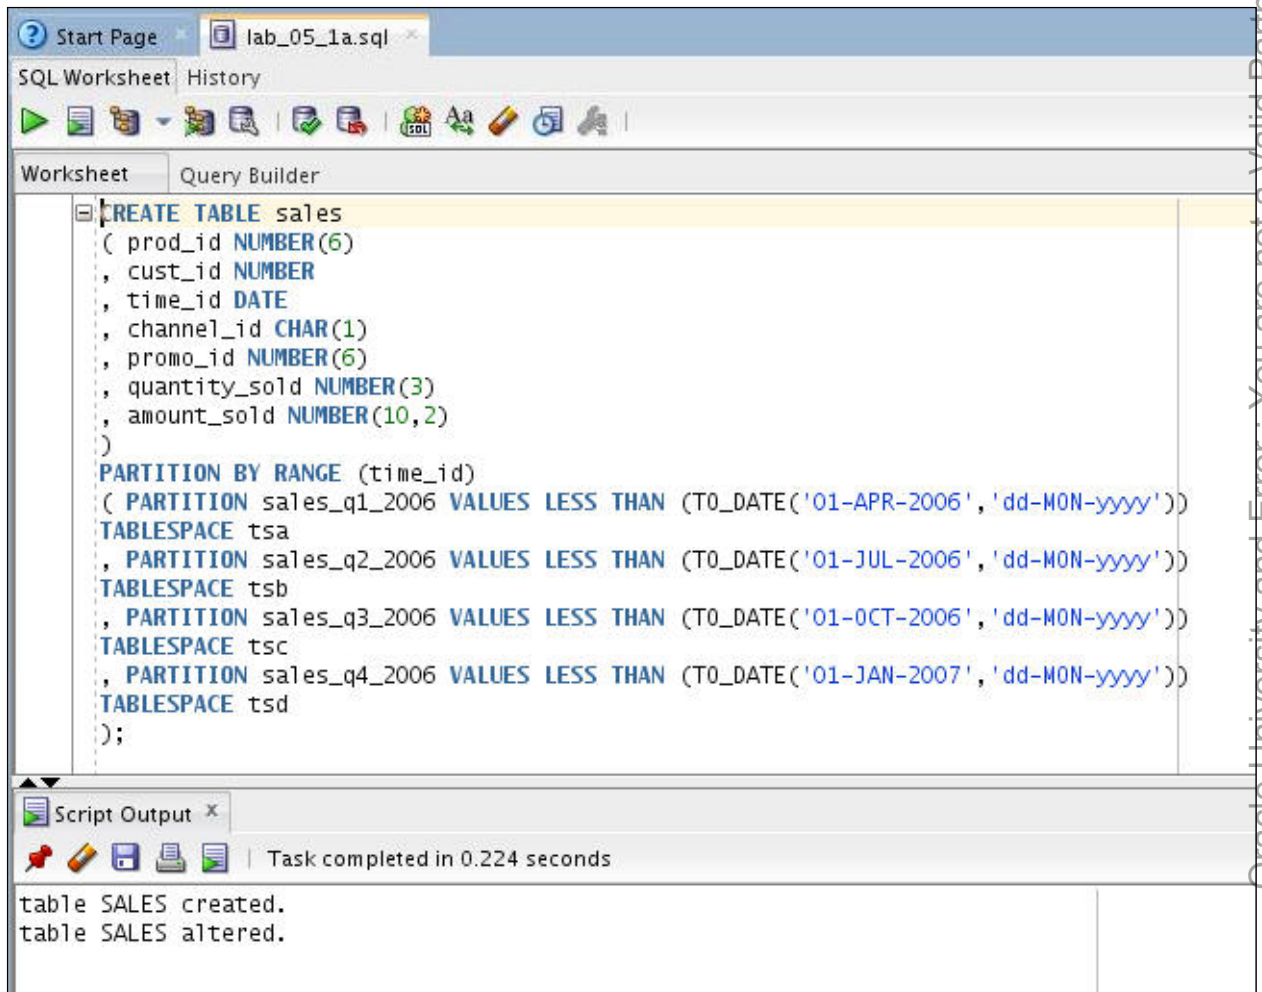 Start Page
lab_05_1a.sql
SQL Worksheet History
Worksheet Query Builder
CREATE TABLE sales
( prod_id NUMBER(6)
, cust_id NUMBER
, time_id DATE
, channel_id CHAR(1)
, promo_id NUMBER(6)
, quantity_sold NUMBER(3)
, amount_sold NUMBER(10,2)
)
PARTITION BY RANGE (time_id)
( PARTITION sales_q1_2006 VALUES LESS THAN (TO_DATE('01-APR-2006','dd-MON-yyyy'))
TABLESPACE tsa
, PARTITION sales_q2_2006 VALUES LESS THAN (TO_DATE('01-JUL-2006','dd-MON-yyyy'))
TABLESPACE tsb
, PARTITION sales_q3_2006 VALUES LESS THAN (TO_DATE('01-OCT-2006','dd-MON-yyyy'))
TABLESPACE tsc
, PARTITION sales_q4_2006 VALUES LESS THAN (TO_DATE('01-JAN-2007','dd-MON-yyyy'))
TABLESPACE tsd
);
Script Output
Task completed in 0.224 seconds
table SALES created.
table SALES altered.